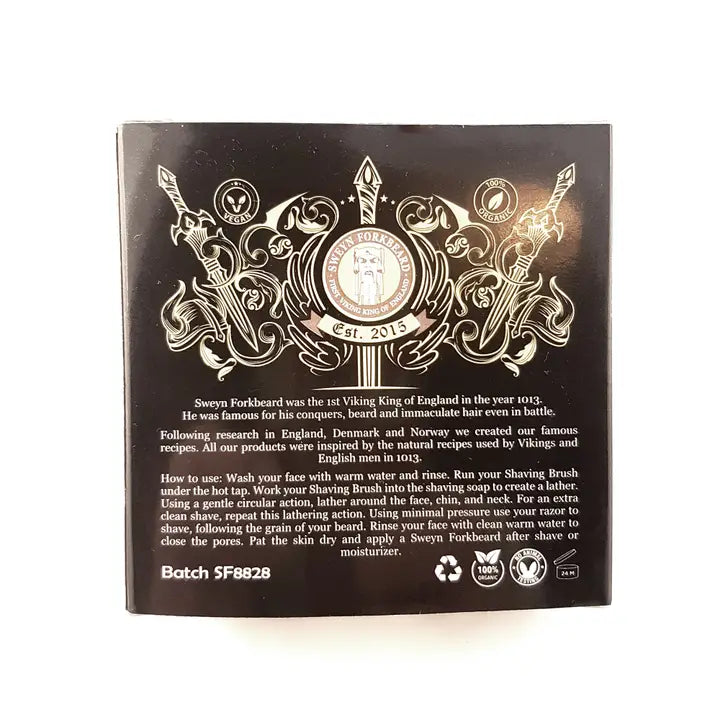 VEGAN
100%
ORGANIC
SWEYN FORKBEARD
FIRST VIKING KING OF ENGLAND
Est. 2015
Sweyn Forkbeard was the 1st Viking King of England in the year 1013.
He was famous for his conquers, beard and immaculate hair even in battle.
Following research in England, Denmark and Norway we created our famous
recipes. All our products were inspired by the natural recipes used by Vikings and
English men in 1013.
How to use: Wash your face with warm water and rinse. Run your Shaving Brush
under the hot tap. Work your Shaving Brush into the shaving soap to create a lather.
Using a gentle circular action, lather around the face, chin, and neck. For an extra
clean shave, repeat this lathering action. Using minimal pressure use your razor to
shave, following the grain of your beard. Rinse your face with clean warm water to
close the pores. Pat the skin dry and apply a Sweyn Forkbeard after shave or
moisturizer.
Batch SF8828
100%
ORGANIC
NO ANIMAL
TESTING
24 M